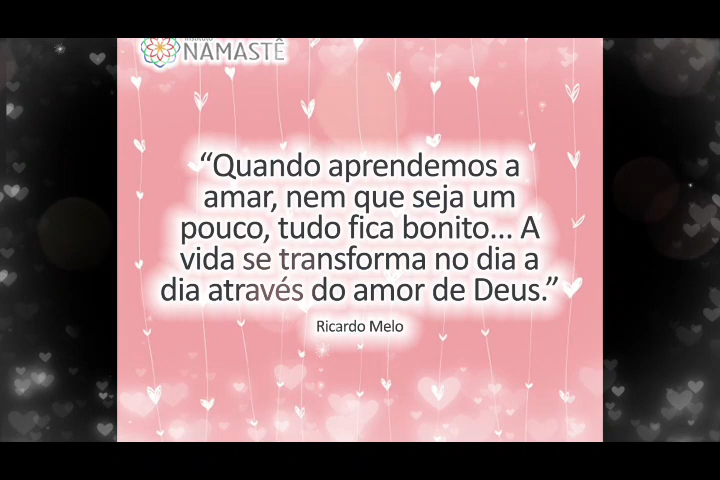 NAMASTÊ
“Quando aprendemos a
amar, nem que seja um
pouco, tudo fica bonito... A
vida se transforma no dia a
dia através do amor de Deus.”
Ricardo Melo